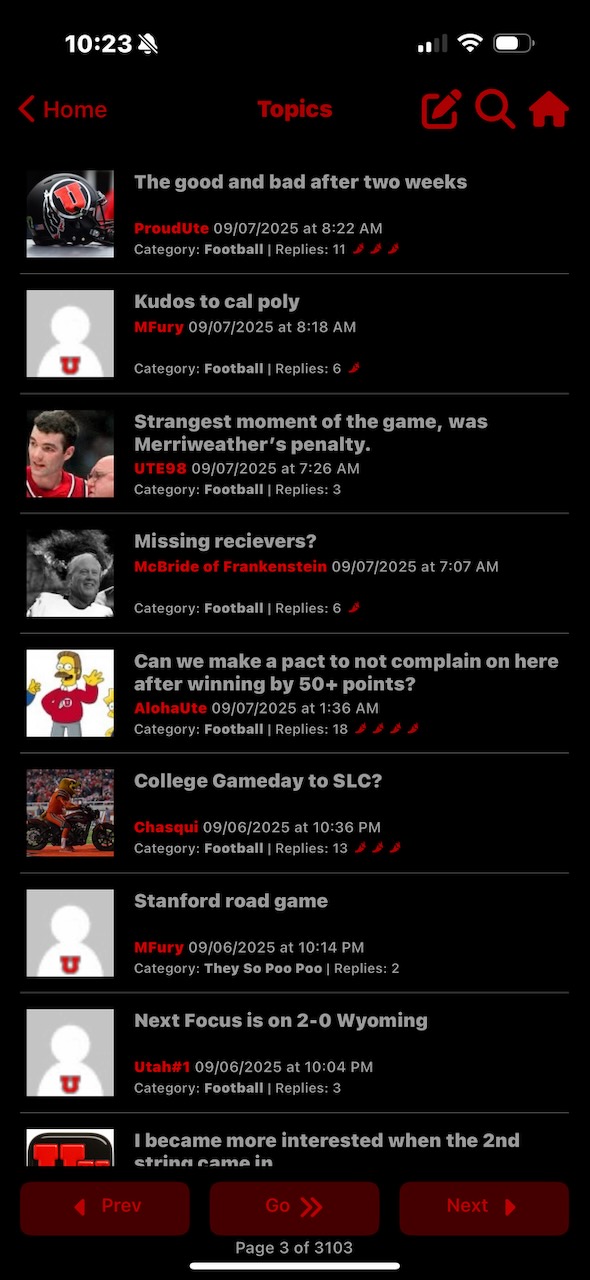 10:23
Home
Topics
The good and bad after two weeks
ProudUte 09/07/2025 at 8:22 AM
Category: Football | Replies: 11
Kudos to cal poly
MFury 09/07/2025 at 8:18 AM
Category: Football | Replies: 6
Strangest moment of the game, was
Merriweather’s penalty.
UTE98 09/07/2025 at 7:26 AM
Category: Football | Replies: 3
Missing recievers?
McBride of Frankenstein 09/07/2025 at 7:07 AM
Category: Football | Replies: 6
Can we make a pact to not complain on here
after winning by 50+ points?
AlohaUte 09/07/2025 at 1:36 AM
Category: Football | Replies: 18
College Gameday to SLC?
Chasqui 09/06/2025 at 10:36 PM
Category: Football | Replies: 13
Stanford road game
MFury 09/06/2025 at 10:14 PM
Category: They So Poo Poo | Replies: 2
Next Focus is on 2-0 Wyoming
Utah#1 09/06/2025 at 10:04 PM
Category: Football | Replies: 3
I became more interested when the 2nd
string came in
Prev
Go
Next
Page 3 of 3103